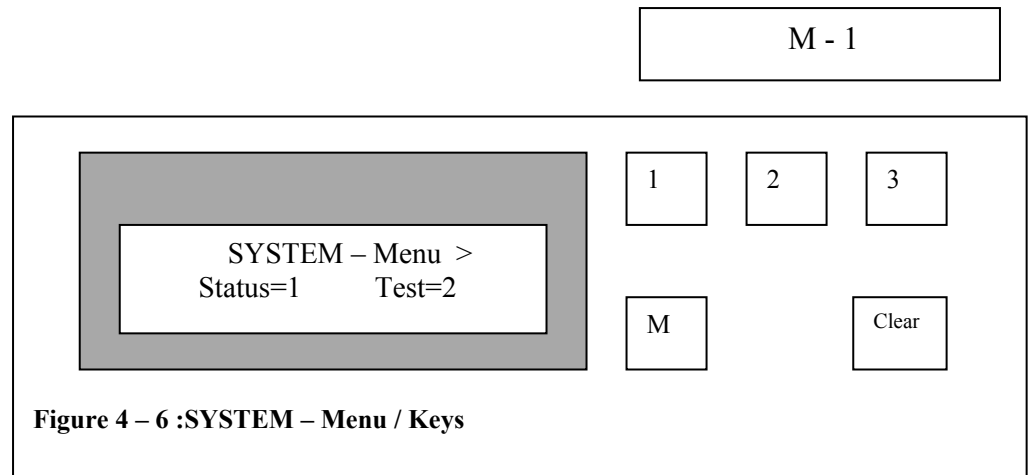 M - 1
1 2 3
SYSTEM – Menu >
Status=1 Test=2
M Clear
Figure 4 – 6 :SYSTEM – Menu / Keys